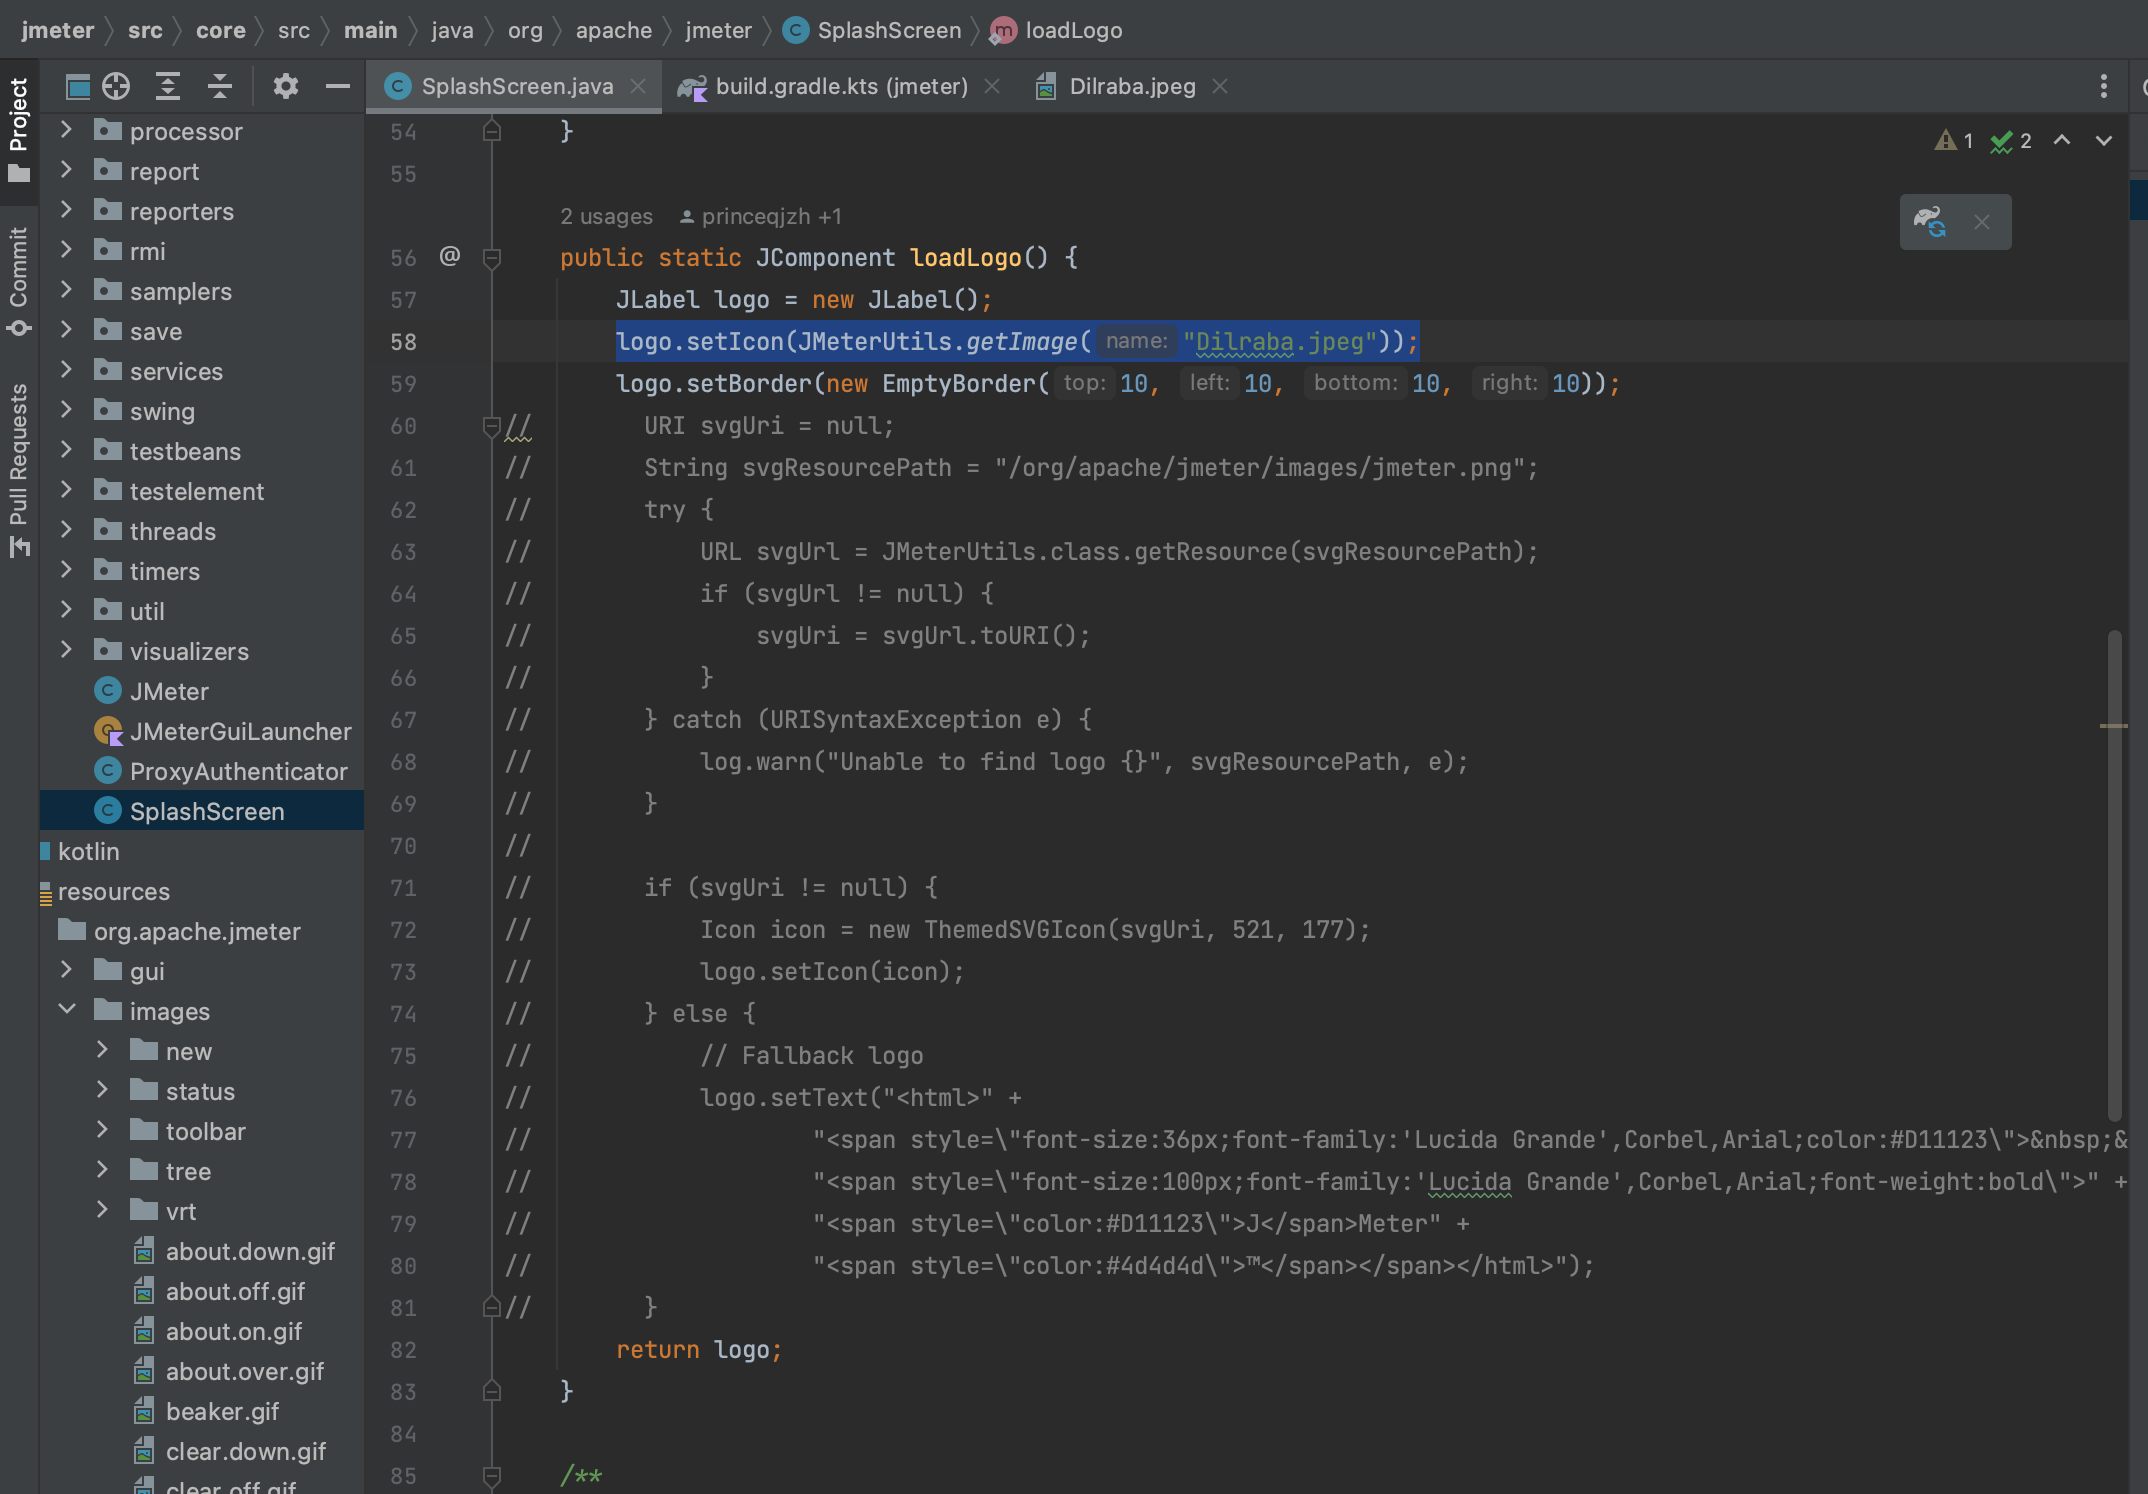 jmeter src core src main java org apache jmeter SplashScreen loadLogo
Project
Commit
Pull Requests
SplashScreen.java build.gradle.kts (jmeter) Dilraba.jpeg
processor
report
reporters
rmi
samplers
save
services
swing
testbeans
testelement
threads
timers
util
visualizers
JMeter
JMeterGuiLauncher
ProxyAuthenticator
SplashScreen
kotlin
resources
org.apache.jmeter
gui
images
new
status
toolbar
tree
vrt
about.down.gif
about.off.gif
about.on.gif
about.over.gif
beaker.gif
clear.down.gif
clear.off.gif
1 2
54 }
55
2 usages princeqjzh +1
56 @ public static JComponent loadLogo() {
57 JLabel logo = new JLabel();
58 logo.setIcon(JMeterUtils.getImage( name: "Dilraba.jpeg"));
59 logo.setBorder(new EmptyBorder( top: 10, left: 10, bottom: 10, right: 10));
60 // URI svgUri = null;
61 // String svgResourcePath = "/org/apache/jmeter/images/jmeter.png";
62 // try {
63 // URL svgUrl = JMeterUtils.class.getResource(svgResourcePath);
64 // if (svgUrl != null) {
65 // svgUri = svgUrl.toURI();
66 // }
67 // } catch (URISyntaxException e) {
68 // log.warn("Unable to find logo {}", svgResourcePath, e);
69 // }
70 //
71 // if (svgUri != null) {
72 // Icon icon = new ThemedSVGIcon(svgUri, 521, 177);
73 // logo.setIcon(icon);
74 // } else {
75 // // Fallback logo
76 // logo.setText("<html>" +
77 // "<span style=\"font-size:36px;font-family:'Lucida Grande',Corbel,Arial;color:#D11123\">&nbsp;&
78 // "<span style=\"font-size:100px;font-family:'Lucida Grande',Corbel,Arial;font-weight:bold\">" +
79 // "<span style=\"color:#D11123\">J</span>Meter" +
80 // "<span style=\"color:#4d4d4d\">™</span></span></html>");
81 // }
82 return logo;
83 }
84
85 /**